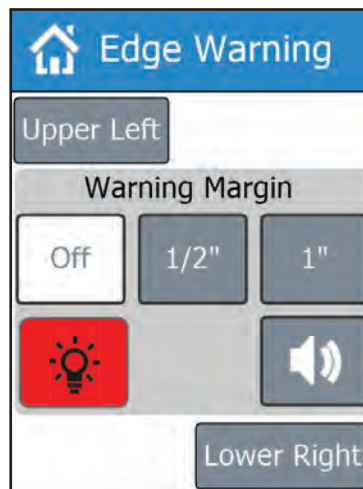 Edge Warning
Upper Left
Warning Margin
Off 1/2" 1"
Lower Right